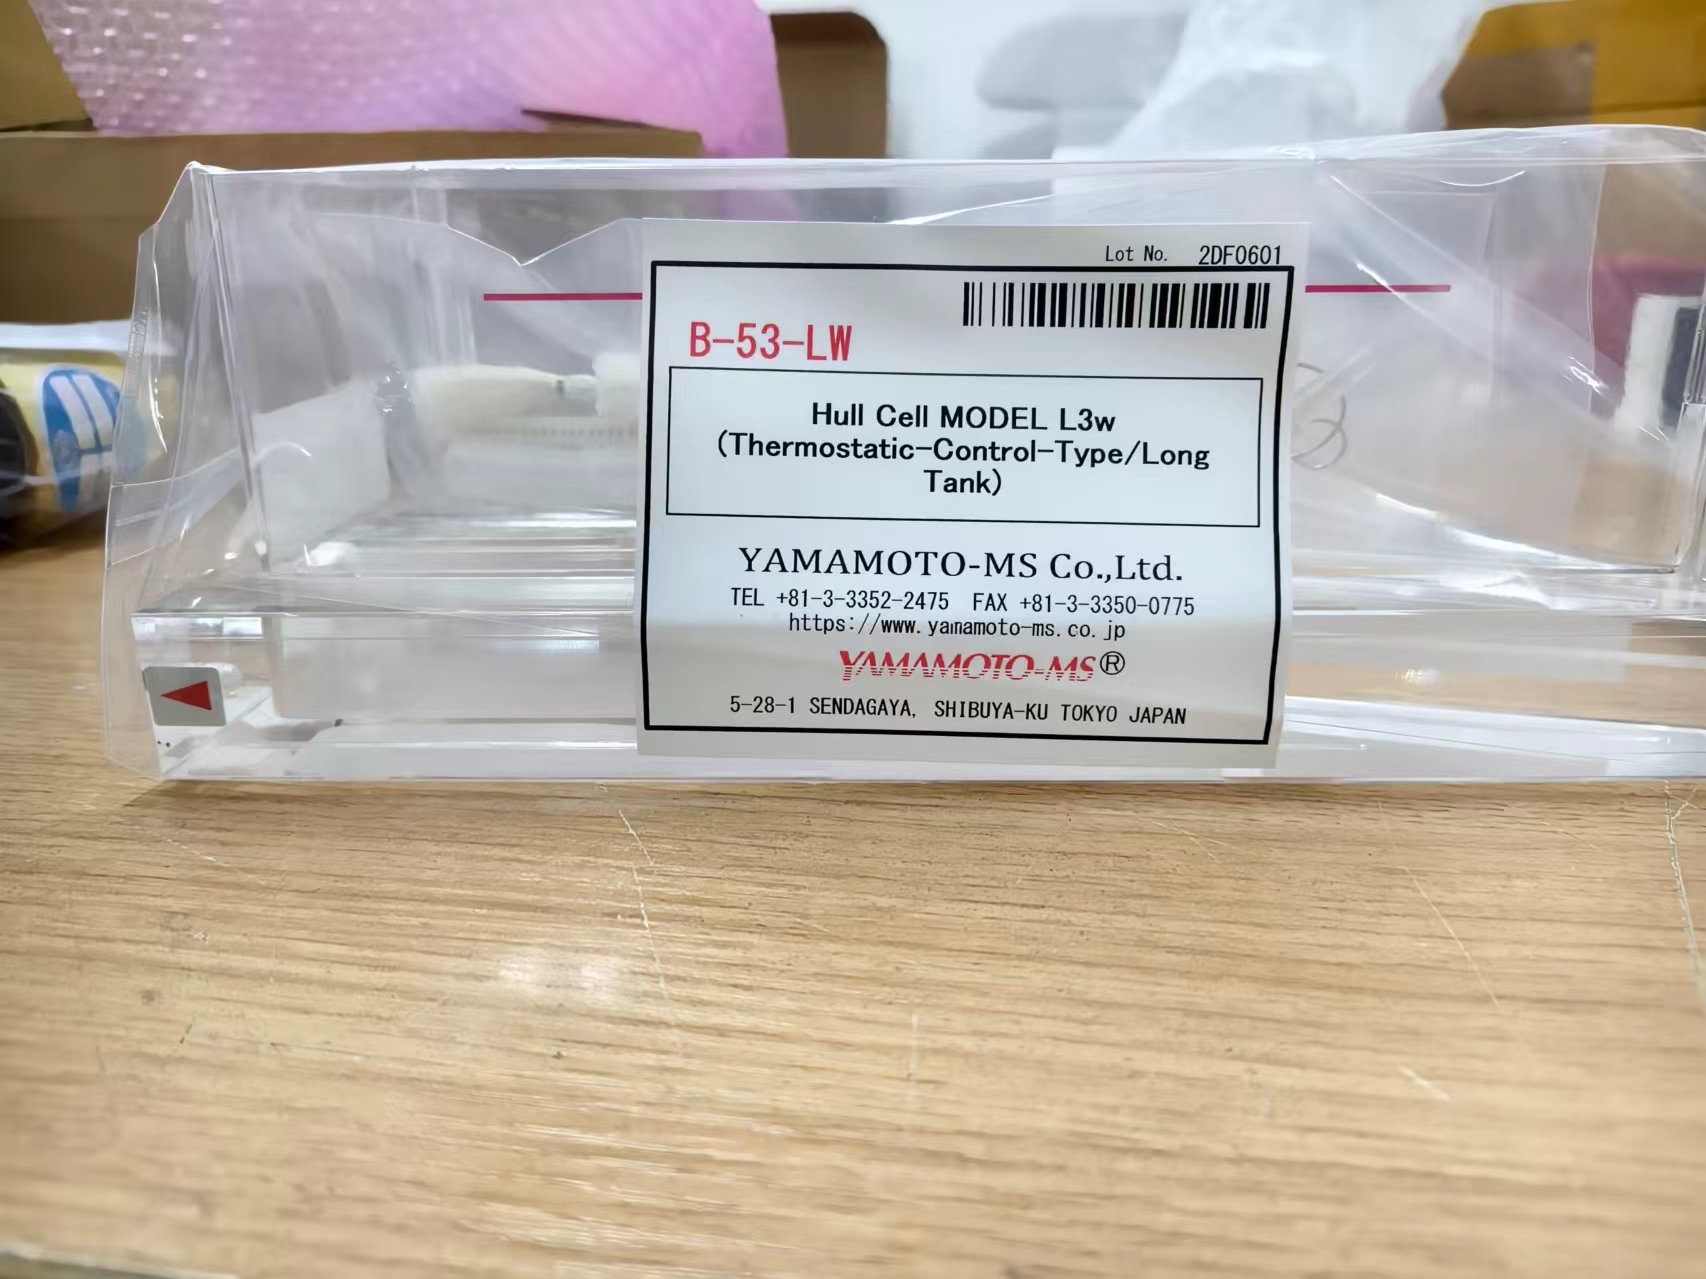 Lot No. 2DF0601
B-53-LW
Hull Cell MODEL L3w
(Thermostatic-Control-Type/Long
Tank)
YAMAMOTO-MS Co.,Ltd.
TEL +81-3-3352-2475 FAX +81-3-3350-0775
https://www.yamamoto-ms.co.jp
YAMAMOTO-MS®
5-28-1 SENDAGAYA, SHIBUYA-KU TOKYO JAPAN